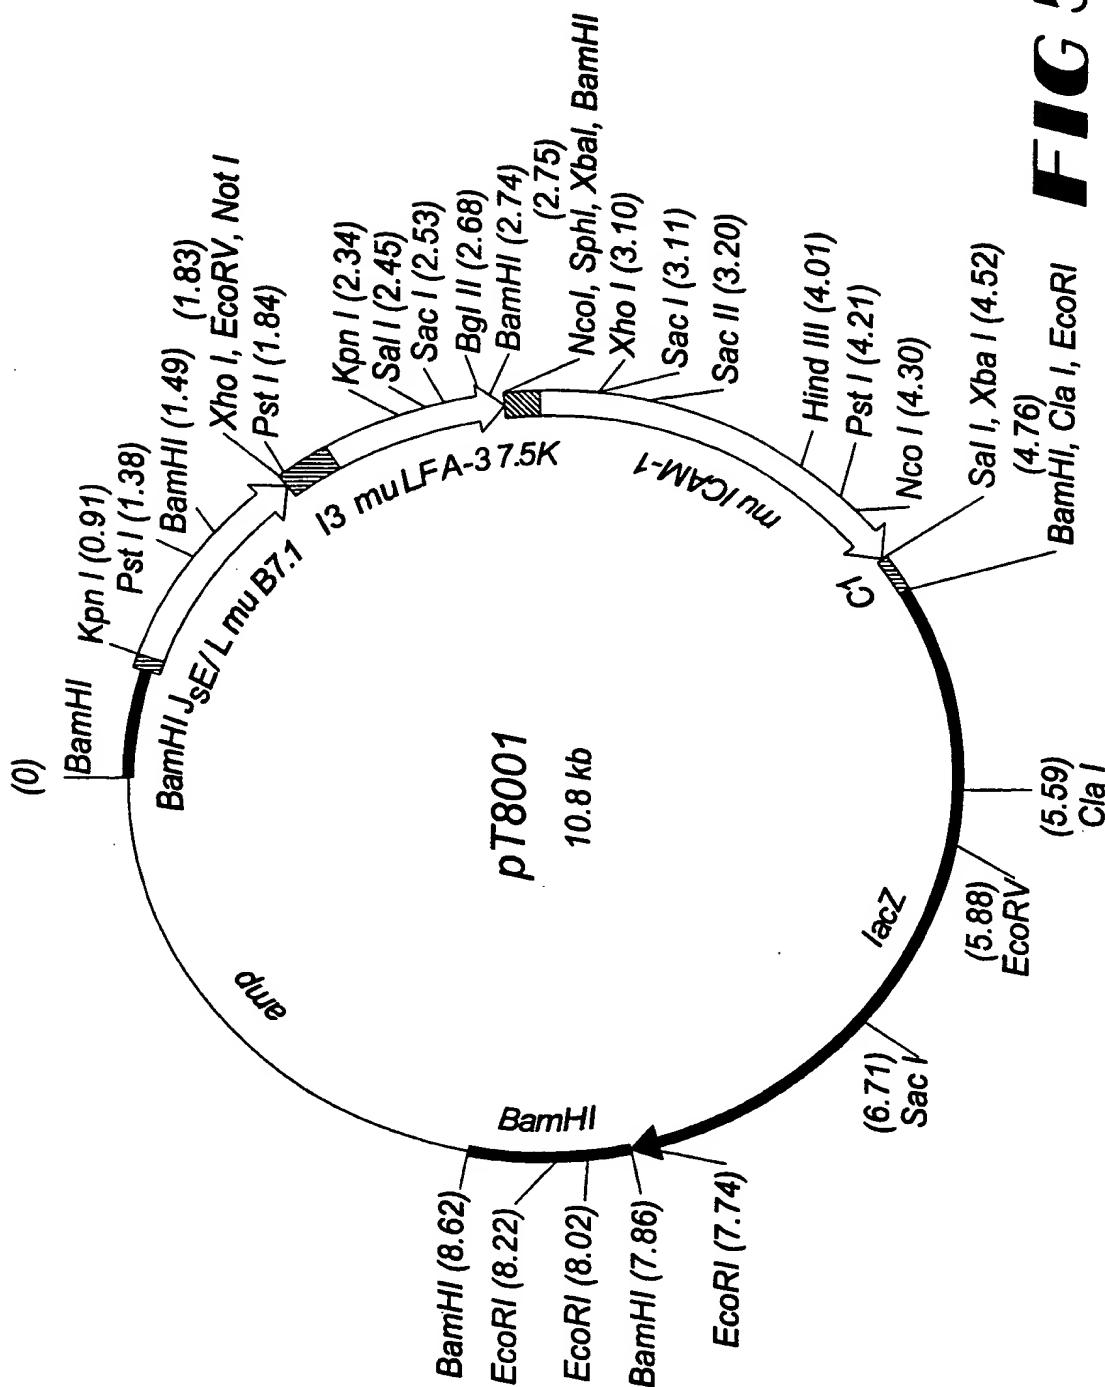 (0)
BamHI
Kpn I (0.91)
Pst I (1.38)
BamHI (1.49)
(1.83)
Xho I, EcoRV, Not I
Pst I (1.84)
Kpn I (2.34)
Sal I (2.45)
Sac I (2.53)
Bgl II (2.68)
BamHI (2.74)
(2.75)
NcoI, SphI, XbaI, BamHI
Xho I (3.10)
Sac I (3.11)
Sac II (3.20)
Hind III (4.01)
Pst I (4.21)
Nco I (4.30)
Sal I, Xba I (4.52)
(4.76)
BamHI, Cla I, EcoRI
(5.59)
Cla I
(5.88)
EcoRV
(6.71)
Sac I
EcoRI (7.74)
BamHI (7.86)
EcoRI (8.02)
EcoRI (8.22)
BamHI (8.62)
BamHI J
sE/L mu B7.1
I3 mu LFA-3 7.5K
mu ICAM-1
C1
lacZ
BamHI
amp
pT8001
10.8 kb
FIG 5